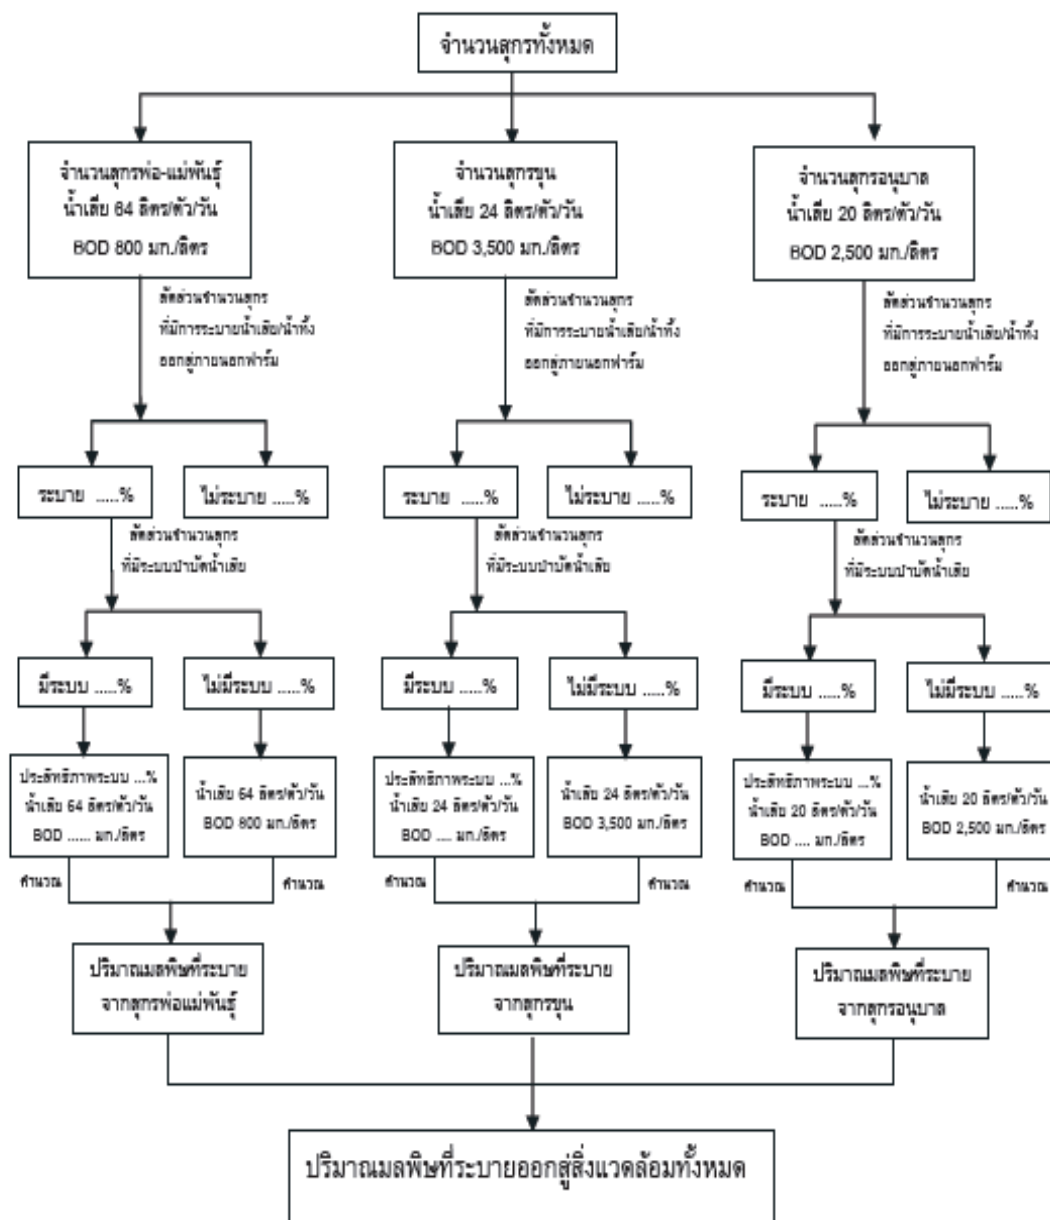 จำนวนสุกรทั้งหมด
จำนวนสุกรพ่อ-แม่พันธุ์
น้ำเสีย 64 ลิตร/ตัว/วัน
BOD 800 มก./ลิตร
จำนวนสุกรขุน
น้ำเสีย 24 ลิตร/ตัว/วัน
BOD 3,500 มก./ลิตร
จำนวนสุกรอนุบาล
น้ำเสีย 20 ลิตร/ตัว/วัน
BOD 2,500 มก./ลิตร
สัดส่วนจำนวนสุกร
ที่มีการระบายน้ำเสีย/น้ำทิ้ง
ออกสู่ภายนอกฟาร์ม
สัดส่วนจำนวนสุกร
ที่มีการระบายน้ำเสีย/น้ำทิ้ง
ออกสู่ภายนอกฟาร์ม
สัดส่วนจำนวนสุกร
ที่มีการระบายน้ำเสีย/น้ำทิ้ง
ออกสู่ภายนอกฟาร์ม
ระบาย .....%
ไม่ระบาย .....%
ระบาย .....%
ไม่ระบาย .....%
ระบาย .....%
ไม่ระบาย .....%
สัดส่วนจำนวนสุกร
ที่มีระบบบำบัดน้ำเสีย
สัดส่วนจำนวนสุกร
ที่มีระบบบำบัดน้ำเสีย
สัดส่วนจำนวนสุกร
ที่มีระบบบำบัดน้ำเสีย
มีระบบ .....%
ไม่มีระบบ .....%
มีระบบ .....%
ไม่มีระบบ .....%
มีระบบ .....%
ไม่มีระบบ .....%
ประสิทธิภาพระบบ ...%
น้ำเสีย 64 ลิตร/ตัว/วัน
BOD ...... มก./ลิตร
น้ำเสีย 64 ลิตร/ตัว/วัน
BOD 800 มก./ลิตร
ประสิทธิภาพระบบ ...%
น้ำเสีย 24 ลิตร/ตัว/วัน
BOD .... มก./ลิตร
น้ำเสีย 24 ลิตร/ตัว/วัน
BOD 3,500 มก./ลิตร
ประสิทธิภาพระบบ ...%
น้ำเสีย 20 ลิตร/ตัว/วัน
BOD .... มก./ลิตร
น้ำเสีย 20 ลิตร/ตัว/วัน
BOD 2,500 มก./ลิตร
คำนวณ
คำนวณ
คำนวณ
คำนวณ
คำนวณ
คำนวณ
ปริมาณมลพิษที่ระบาย
จากสุกรพ่อแม่พันธุ์
ปริมาณมลพิษที่ระบาย
จากสุกรขุน
ปริมาณมลพิษที่ระบาย
จากสุกรอนุบาล
ปริมาณมลพิษที่ระบายออกสู่สิ่งแวดล้อมทั้งหมด